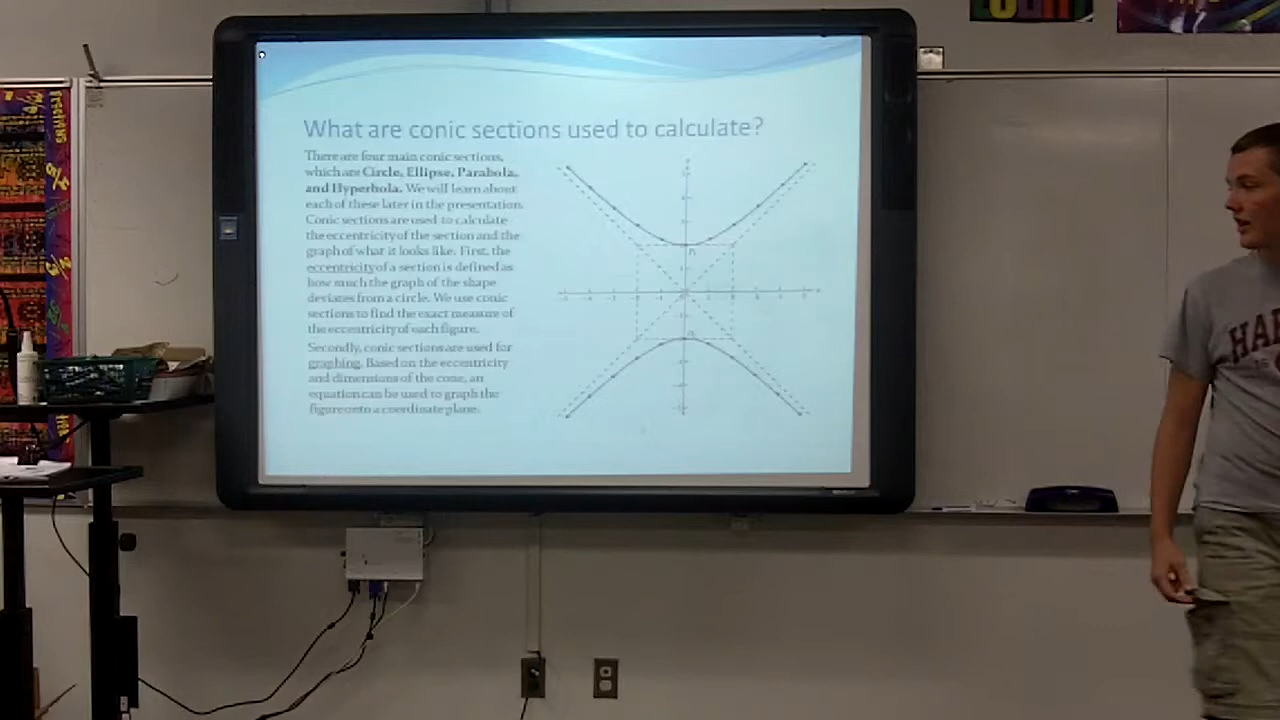 What are conic sections used to calculate?
There are four main conic sections,
which are Circle, Ellipse, Parabola,
and Hyperbola. We will learn about
each of these later in the presentation.
Conic sections are used to calculate
the eccentricity of the section and the
graph of what it looks like. First, the
eccentricity of a section is defined as
how much the graph of the shape
deviates from a circle. We use conic
sections to find the exact measure of
the eccentricity of each figure.
Secondly, conic sections are used for
graphing. Based on the eccentricity
and dimensions of the cone, an
equation can be used to graph the
figure onto a coordinate plane.
HAR